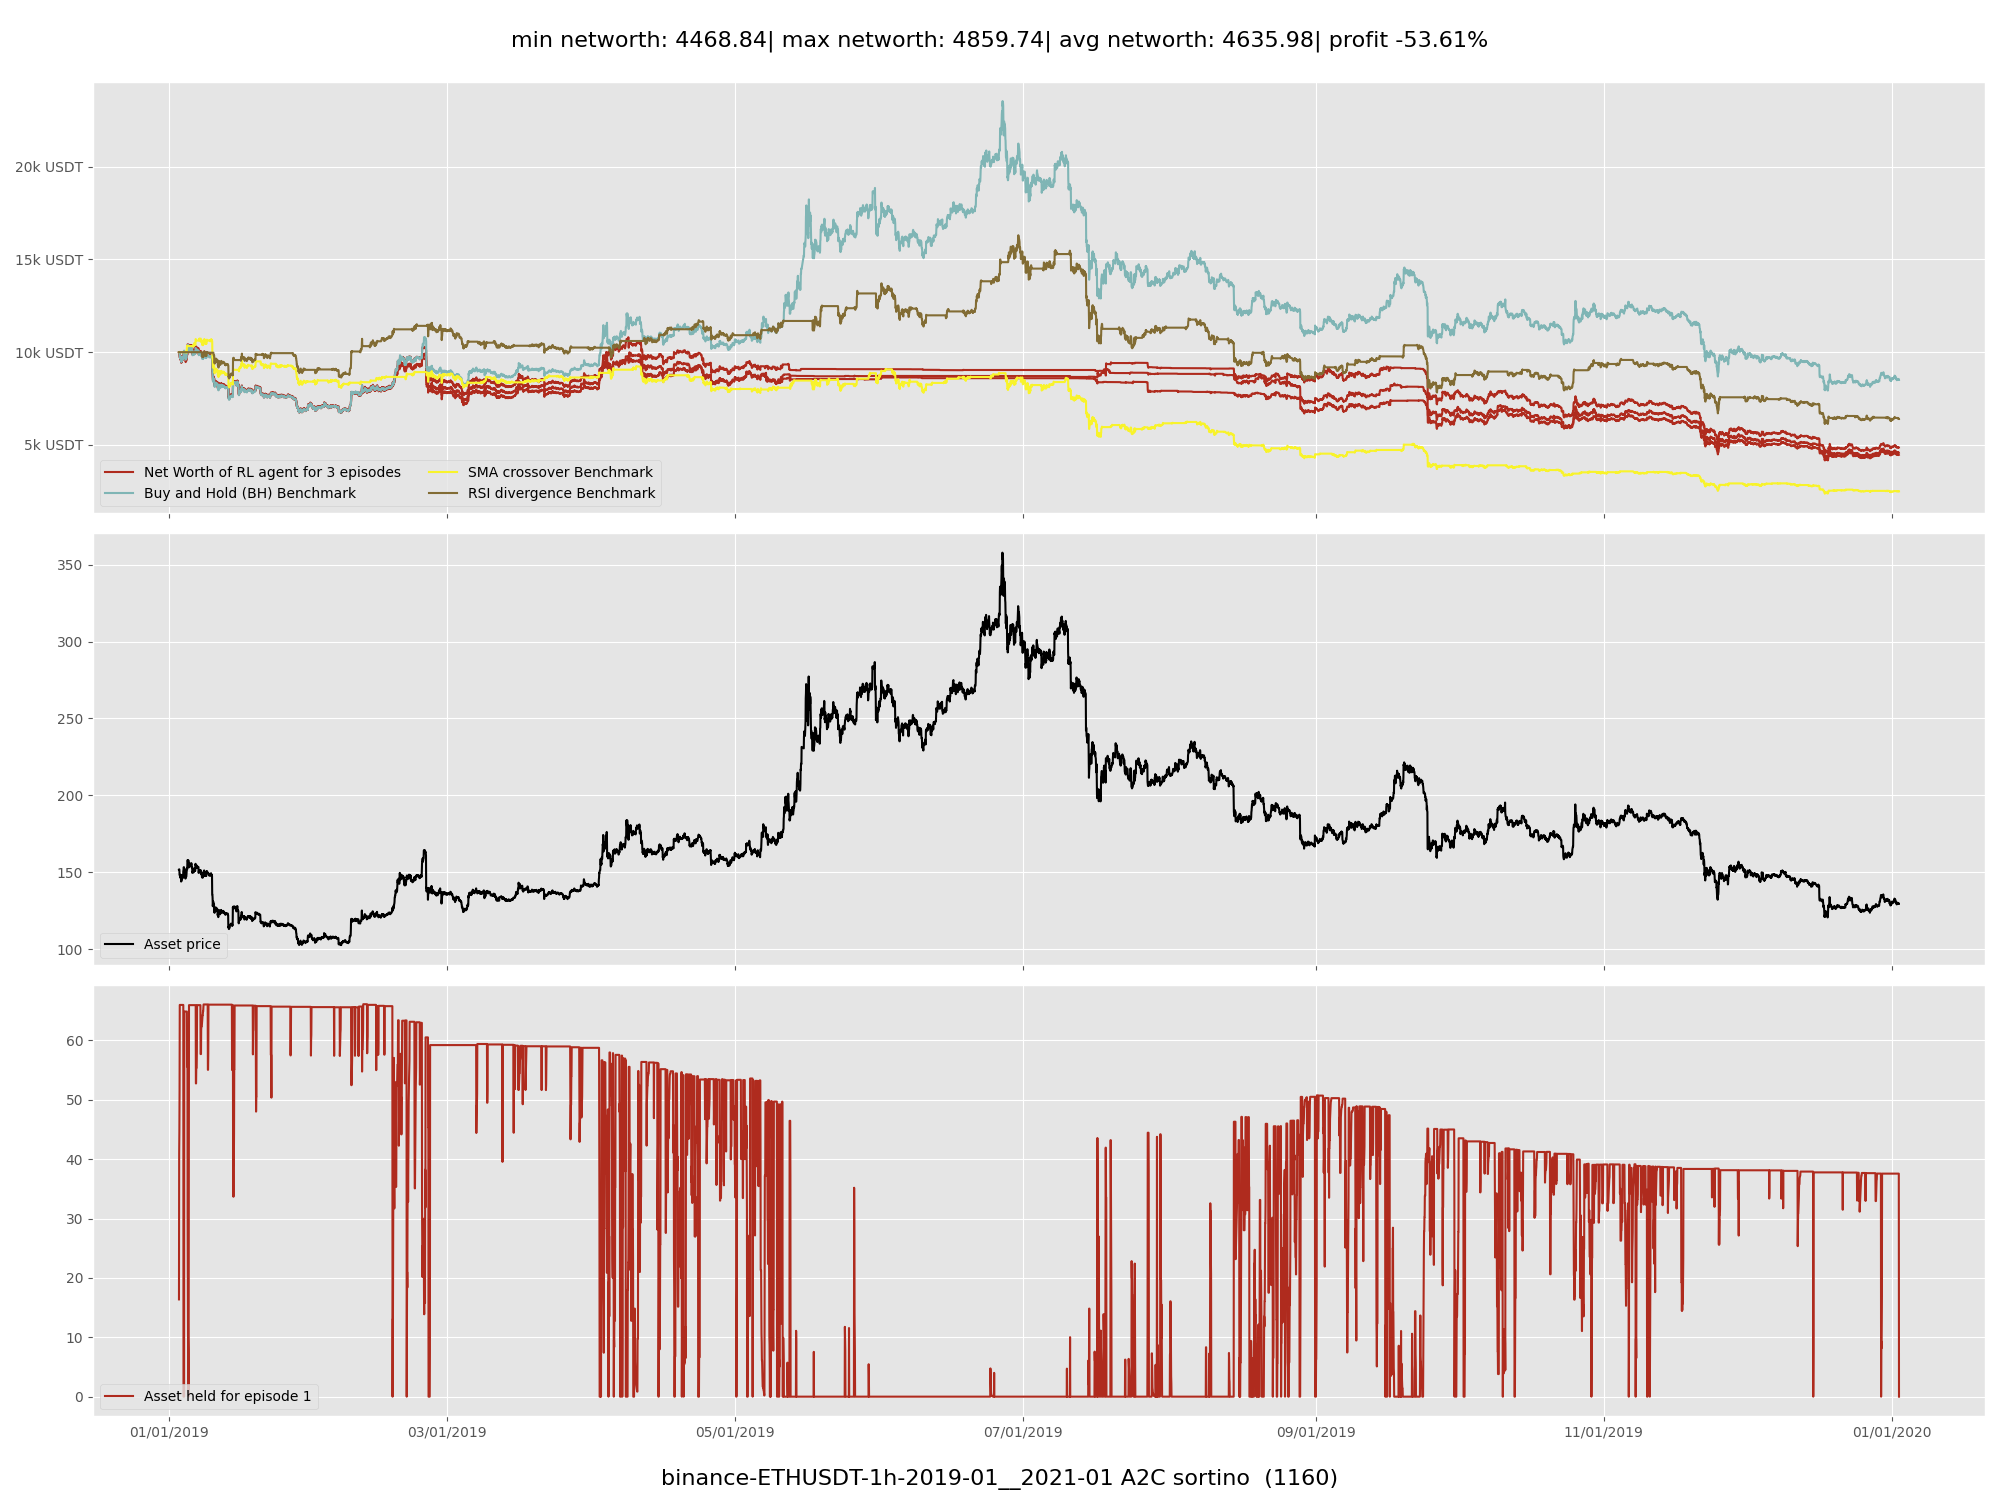 min networth: 4468.84| max networth: 4859.74| avg networth: 4635.98| profit -53.61%
20k USDT
15k USDT
10k USDT
5k USDT
Net Worth of RL agent for 3 episodes
Buy and Hold (BH) Benchmark
SMA crossover Benchmark
RSI divergence Benchmark
350
300
250
200
150
100
Asset price
60
50
40
30
20
10
0
Asset held for episode 1
01/01/2019 03/01/2019 05/01/2019 07/01/2019 09/01/2019 11/01/2019 01/01/2020
binance-ETHUSDT-1h-2019-01__2021-01 A2C sortino (1160)